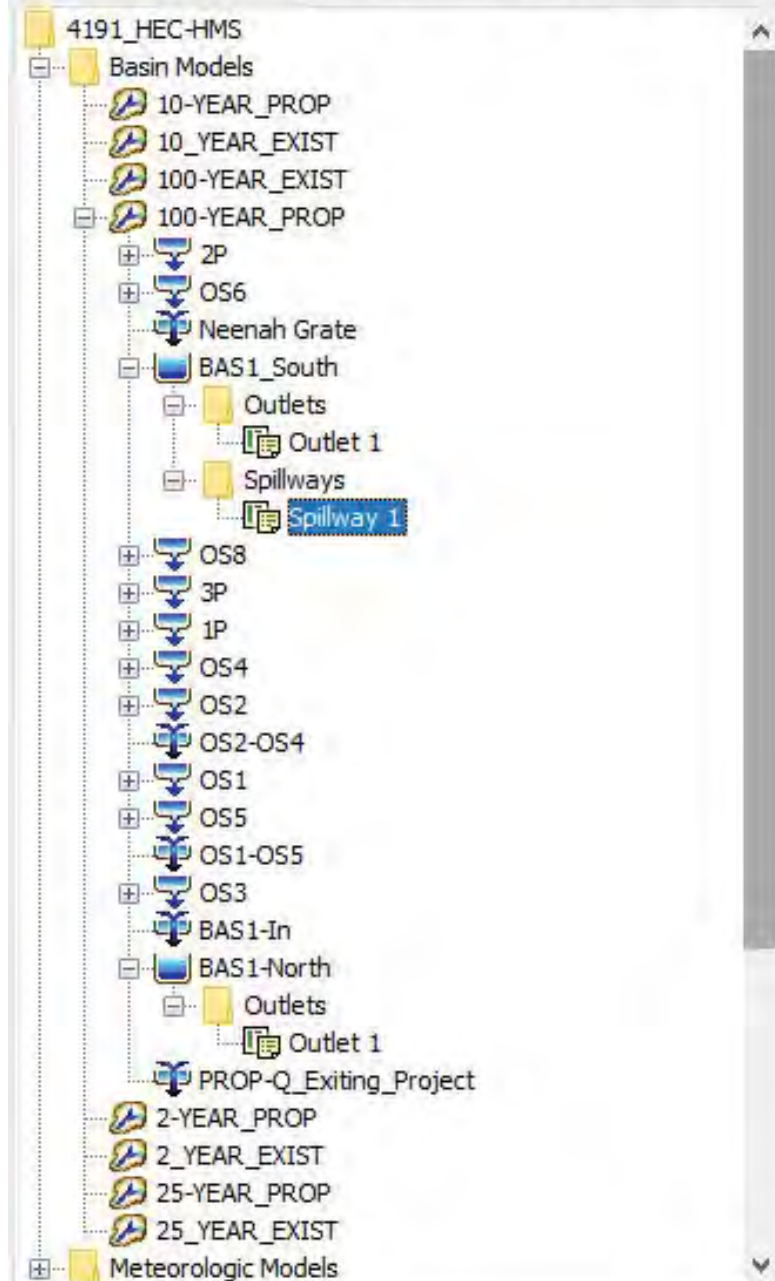 4191_HEC-HMS
Basin Models
10-YEAR_PROP
10_YEAR_EXIST
100-YEAR_EXIST
100-YEAR_PROP
2P
OS6
Neenah Grate
BAS1_South
Outlets
Outlet 1
Spillways
Spillway 1
OS8
3P
1P
OS4
OS2
OS2-OS4
OS1
OS5
OS1-OS5
OS3
BAS1-In
BAS1-North
Outlets
Outlet 1
PROP-Q_Exiting_Project
2-YEAR_PROP
2_YEAR_EXIST
25-YEAR_PROP
25_YEAR_EXIST
Meteorologic Models